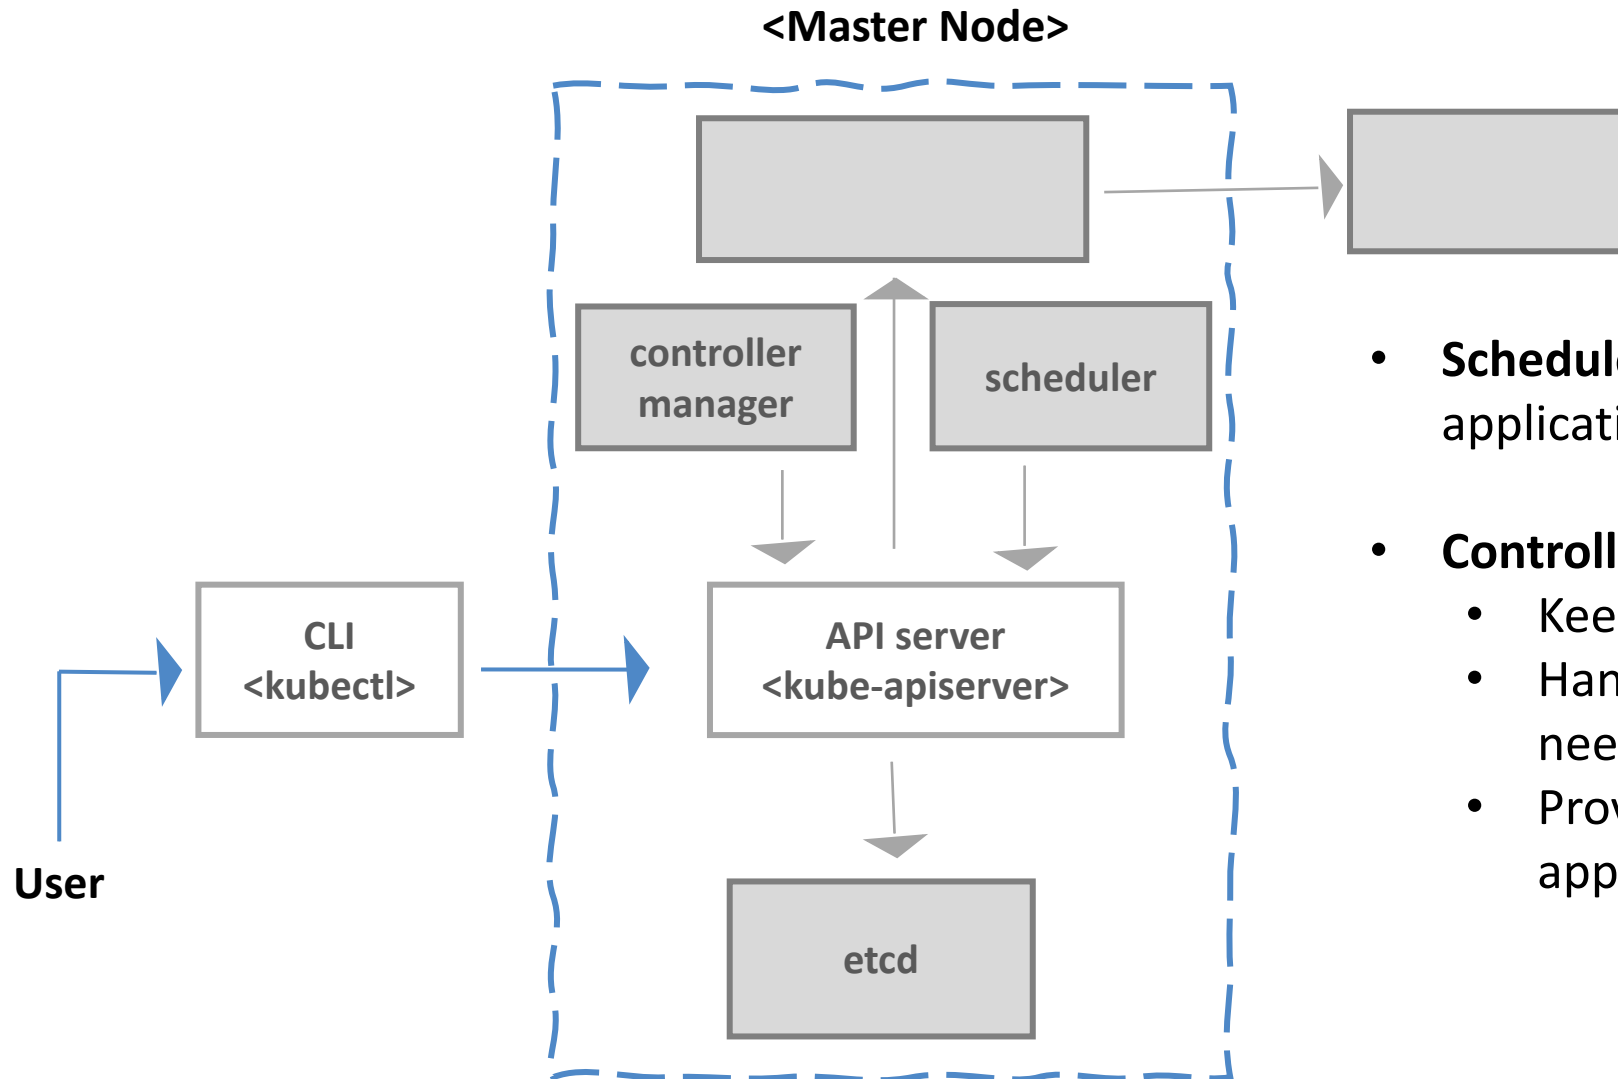 <Master Node>
controller
manager
scheduler
CLI
<kubectl>
API server
<kube-apiserver>
etcd
User
•
•
•
•
•